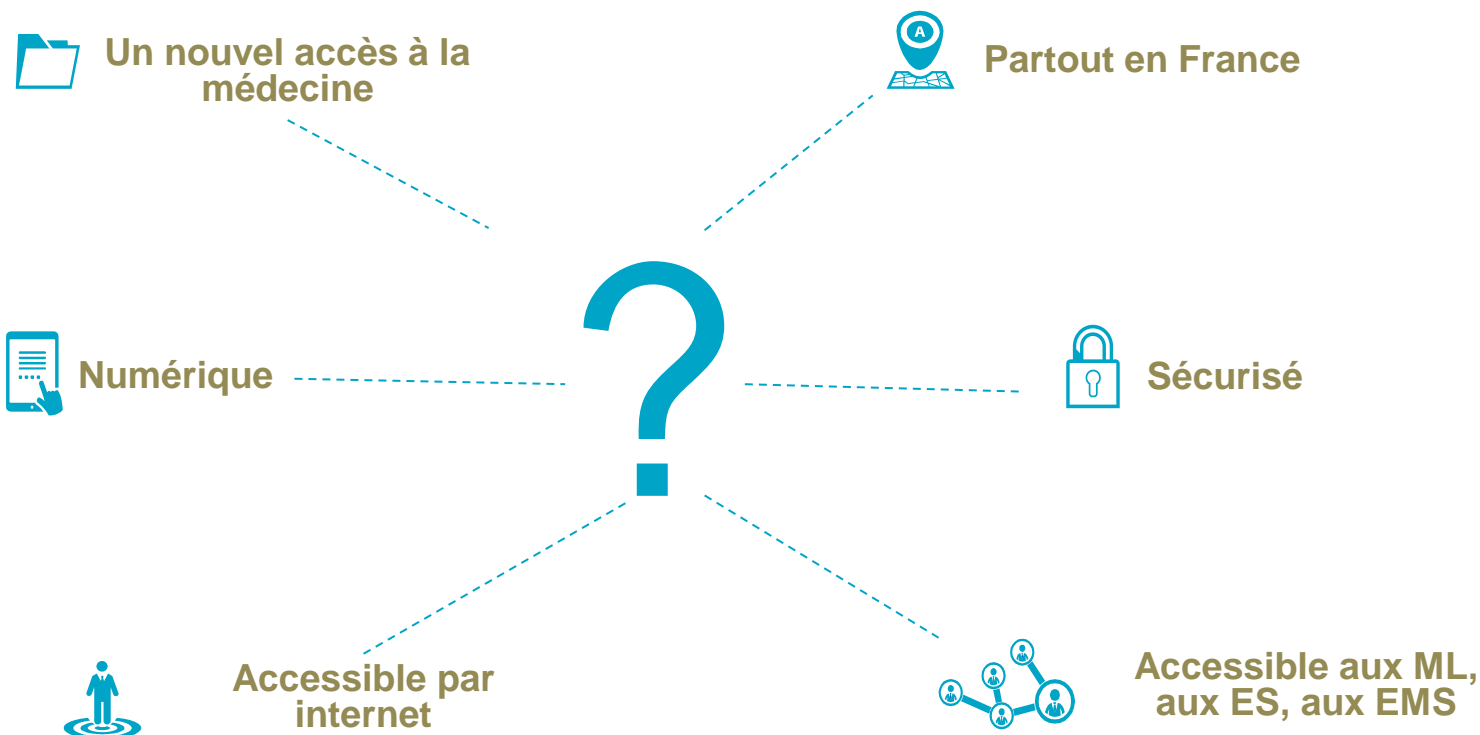 Un nouvel accès à la
médecine
A
Partout en France
?
Numérique
Sécurisé
Accessible par
internet
Accessible aux ML,
aux ES, aux EMS